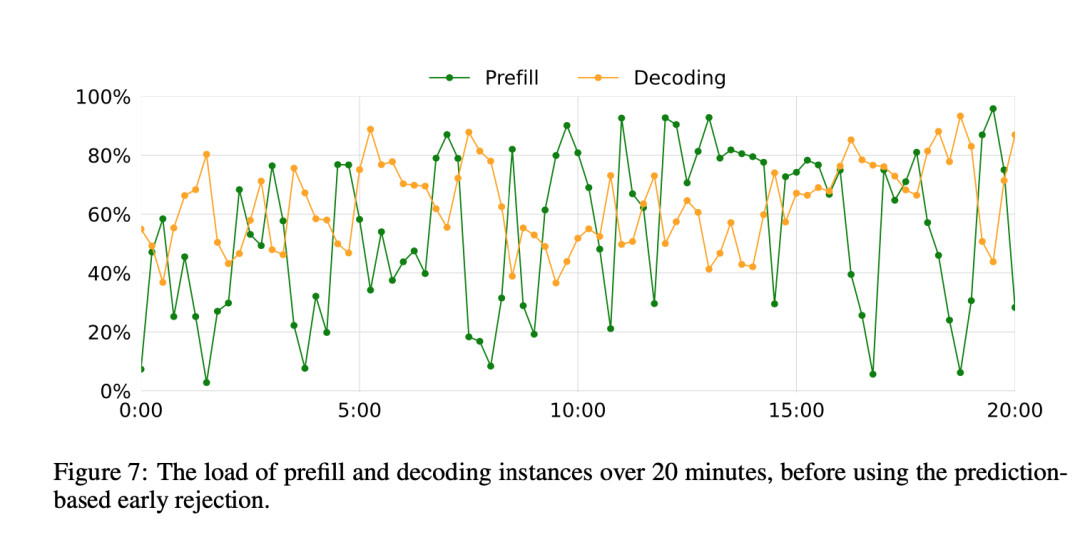 Prefill Decoding
100%
80%
60%
40%
20%
0%
0:00 5:00 10:00 15:00 20:00
Figure 7: The load of prefill and decoding instances over 20 minutes, before using the prediction-
based early rejection.